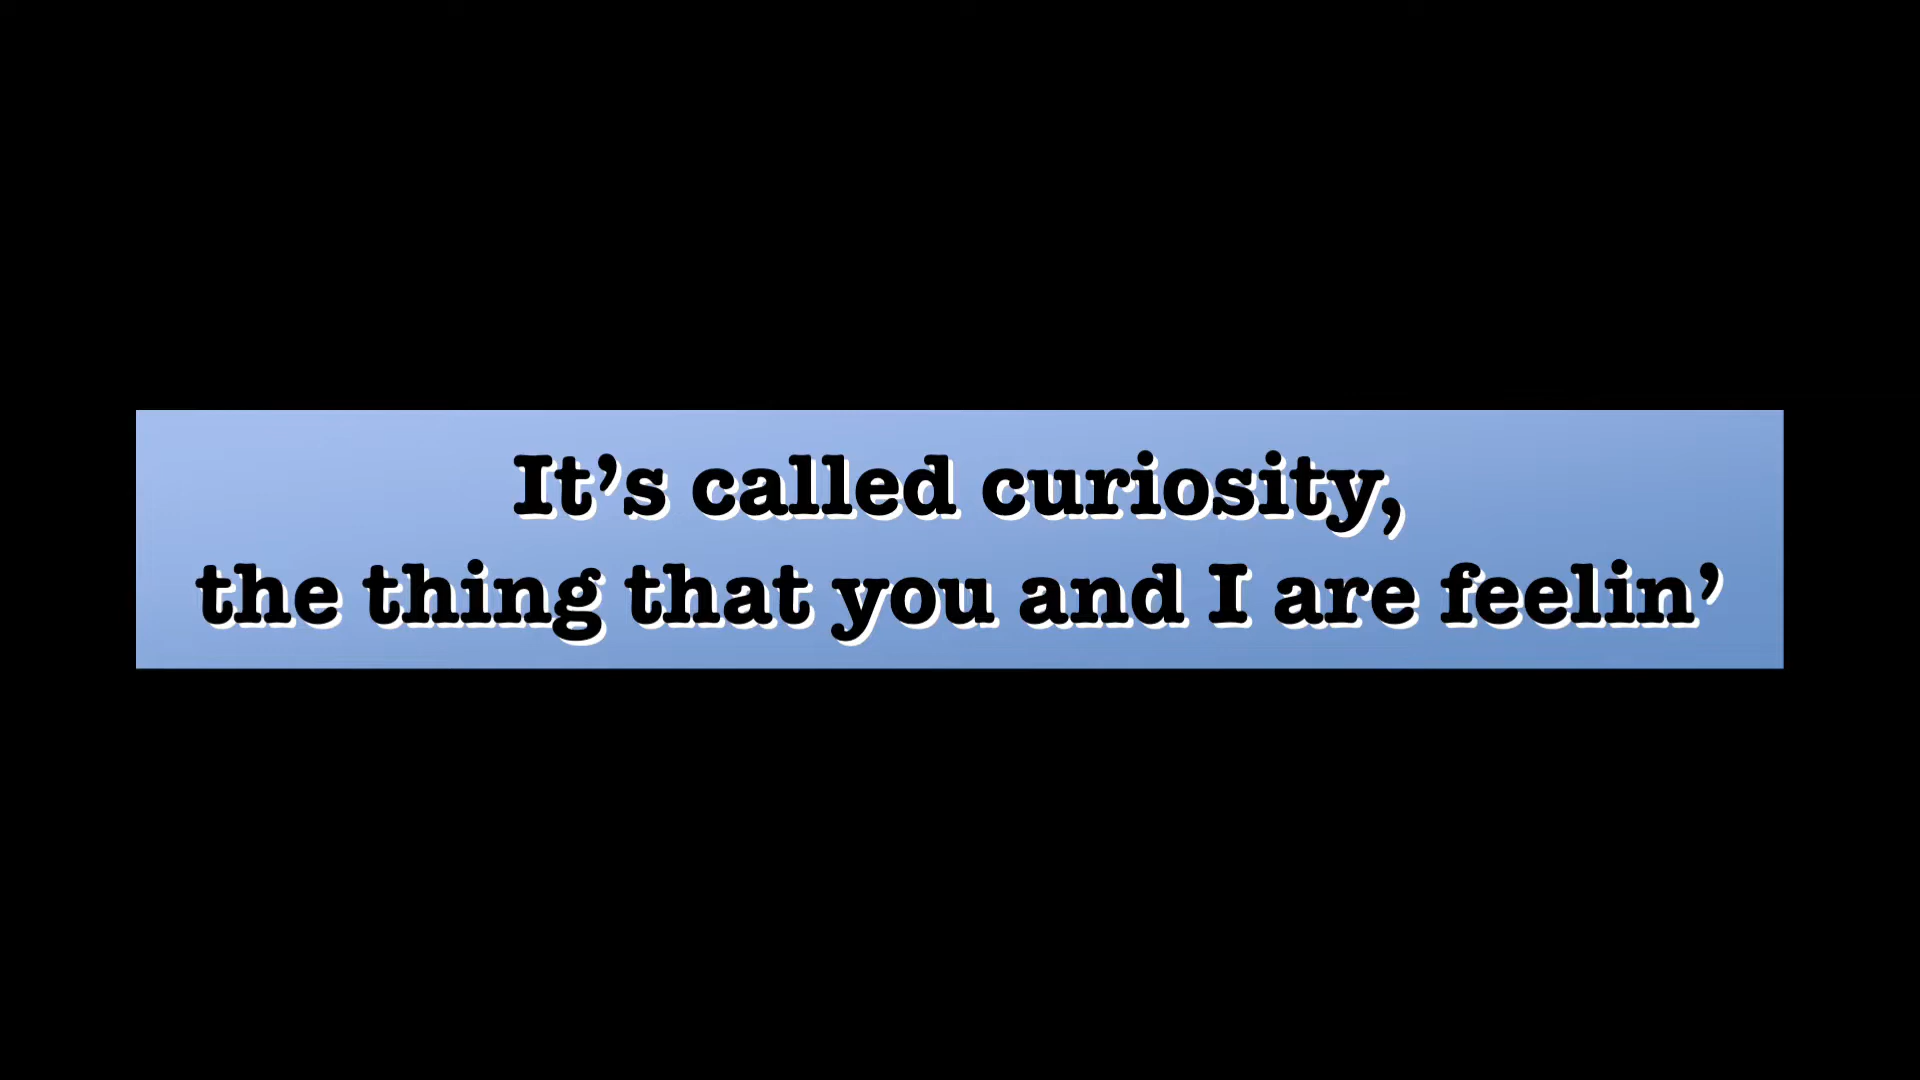 It’s called curiosity,
the thing that you and I are feelin’